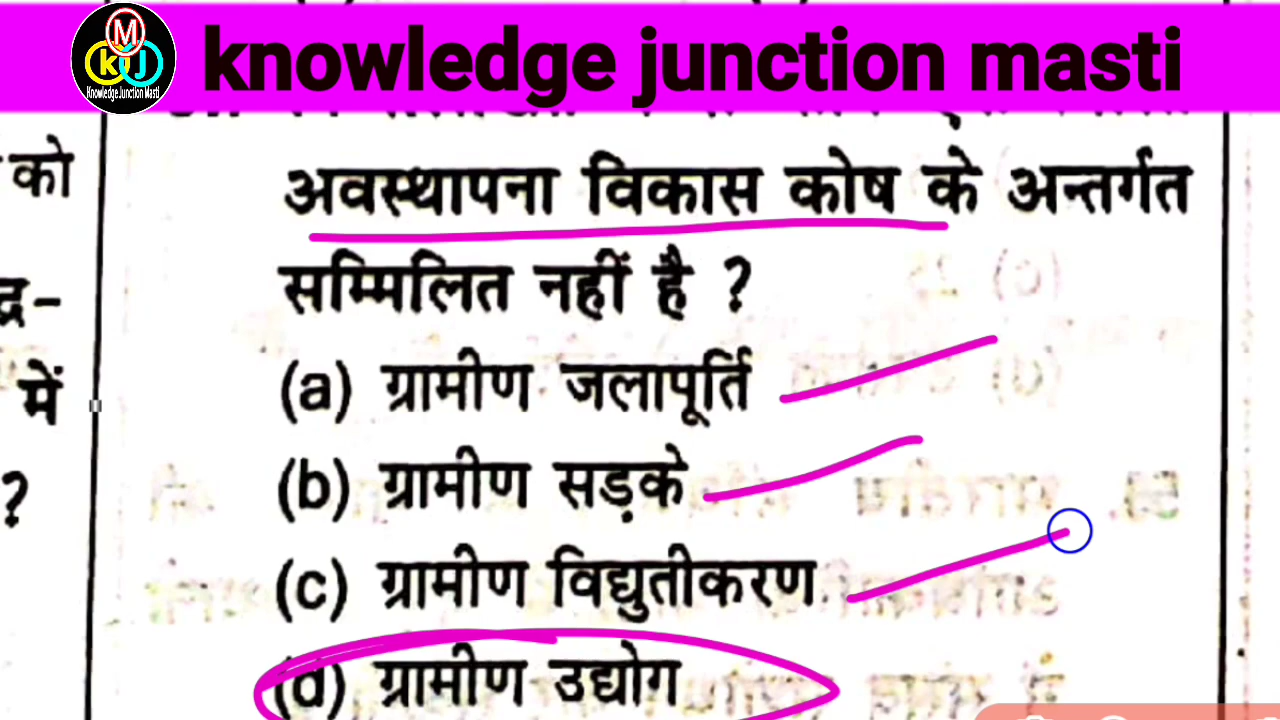 M
KJ
Knowledge Junction Masti
knowledge junction masti
को
अवस्थापना विकास कोष के अन्तर्गत
सम्मिलित नहीं है ?
द्र-
(a) ग्रामीण जलापूर्ति
में
(b) ग्रामीण सड़के
?
(c) ग्रामीण विद्युतीकरण
(d) ग्रामीण उद्योग